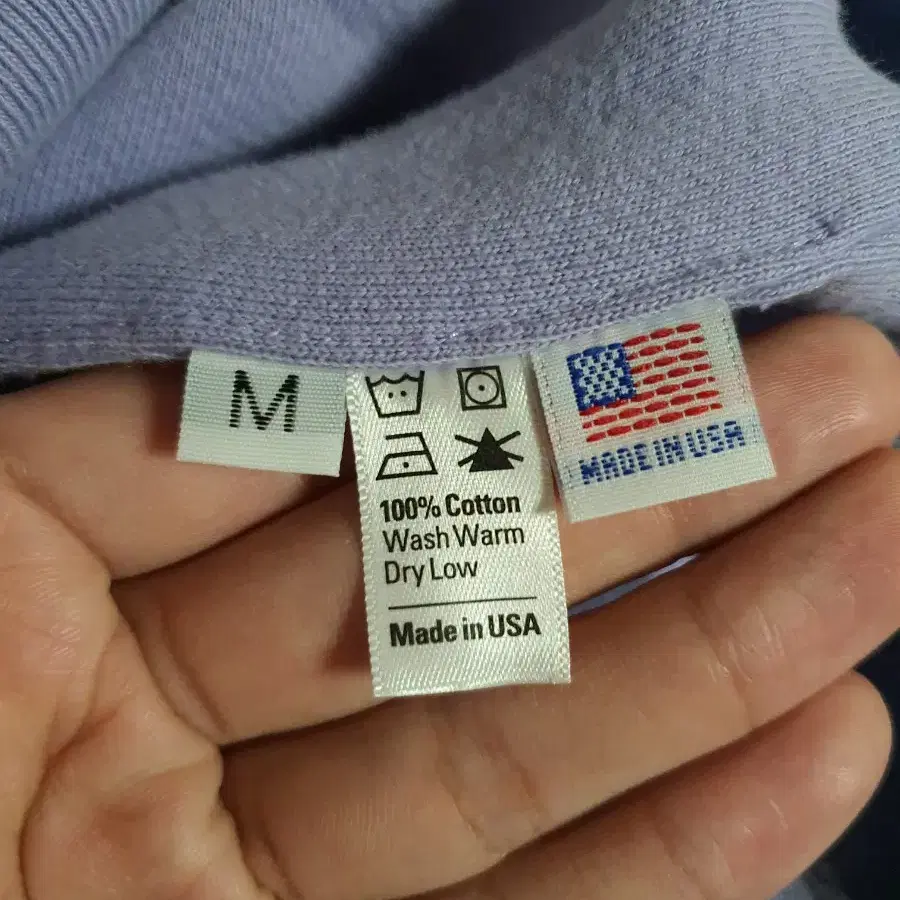 M
100% Cotton
Wash Warm
Dry Low
Made in USA
MADE IN USA